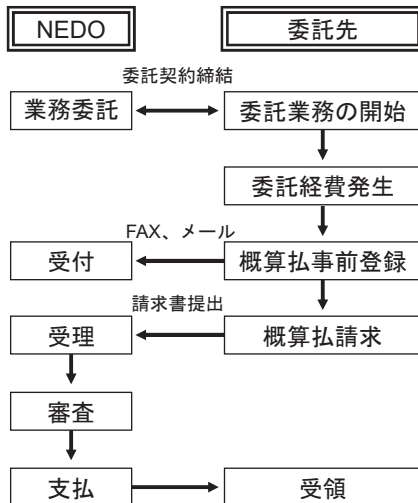 NEDO
委託先
委託契約締結
業務委託
委託業務の開始
委託経費発生
FAX、メール
受付
概算払事前登録
請求書提出
受理
概算払請求
審査
支払
受領